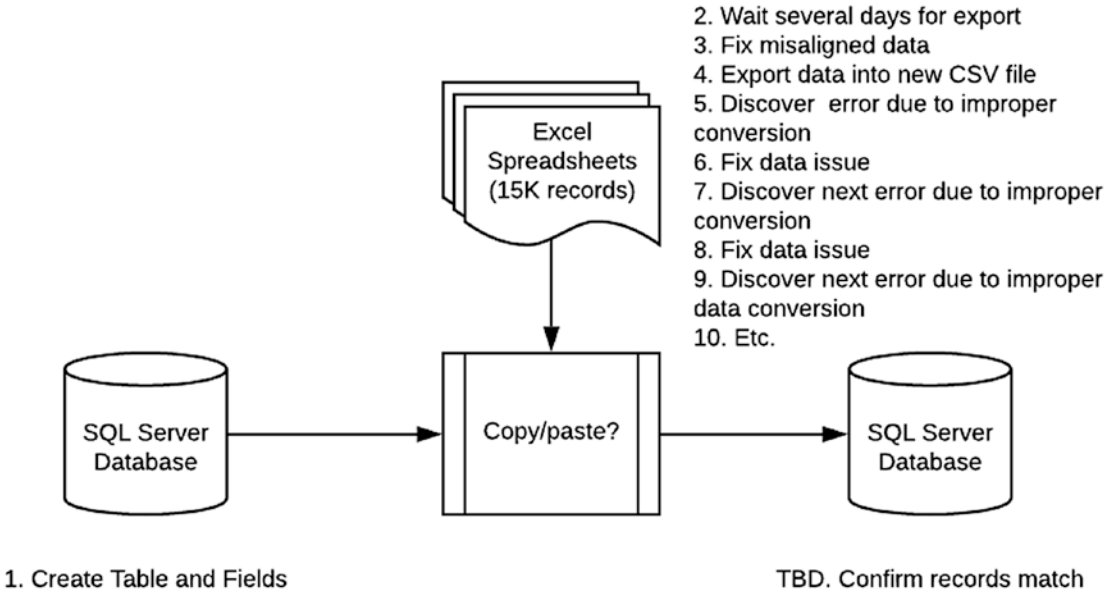 2. Wait several days for export
3. Fix misaligned data
4. Export data into new CSV file
5. Discover error due to improper
conversion
6. Fix data issue
7. Discover next error due to improper
conversion
8. Fix data issue
9. Discover next error due to improper
data conversion
10. Etc.
Excel
Spreadsheets
(15K records)
SQL Server
Database
Copy/paste?
SQL Server
Database
1. Create Table and Fields
TBD. Confirm records match